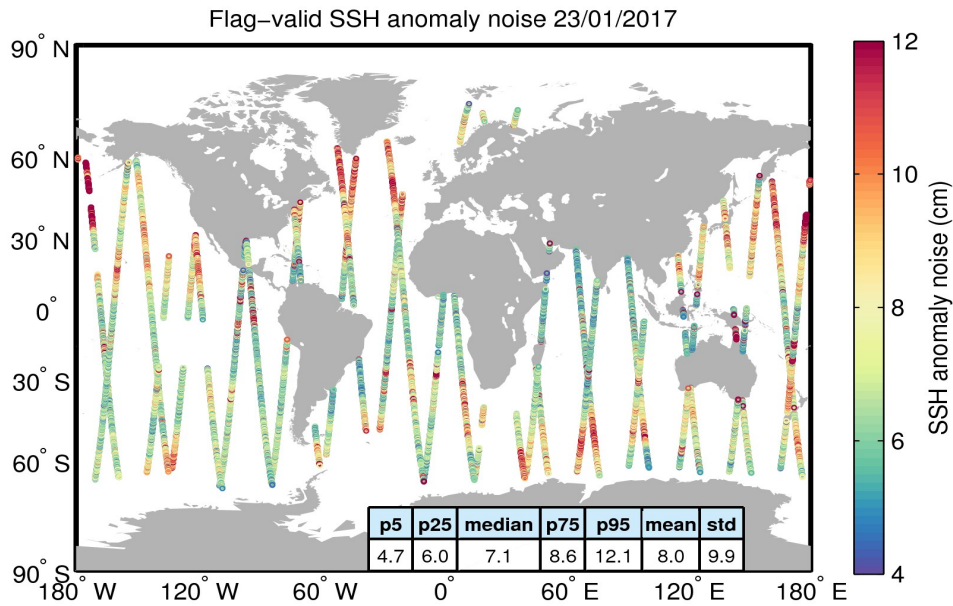 Flag−valid SSH anomaly noise 23/01/2017
90° N
60° N
30° N
0°
30° S
60° S
90° S
180° W
120° W
60° W
0°
60° E
120° E
180° E
p5 p25 median p75 p95 mean std
4.7 6.0 7.1 8.6 12.1 8.0 9.9
12
10
8
6
4
SSH anomaly noise (cm)